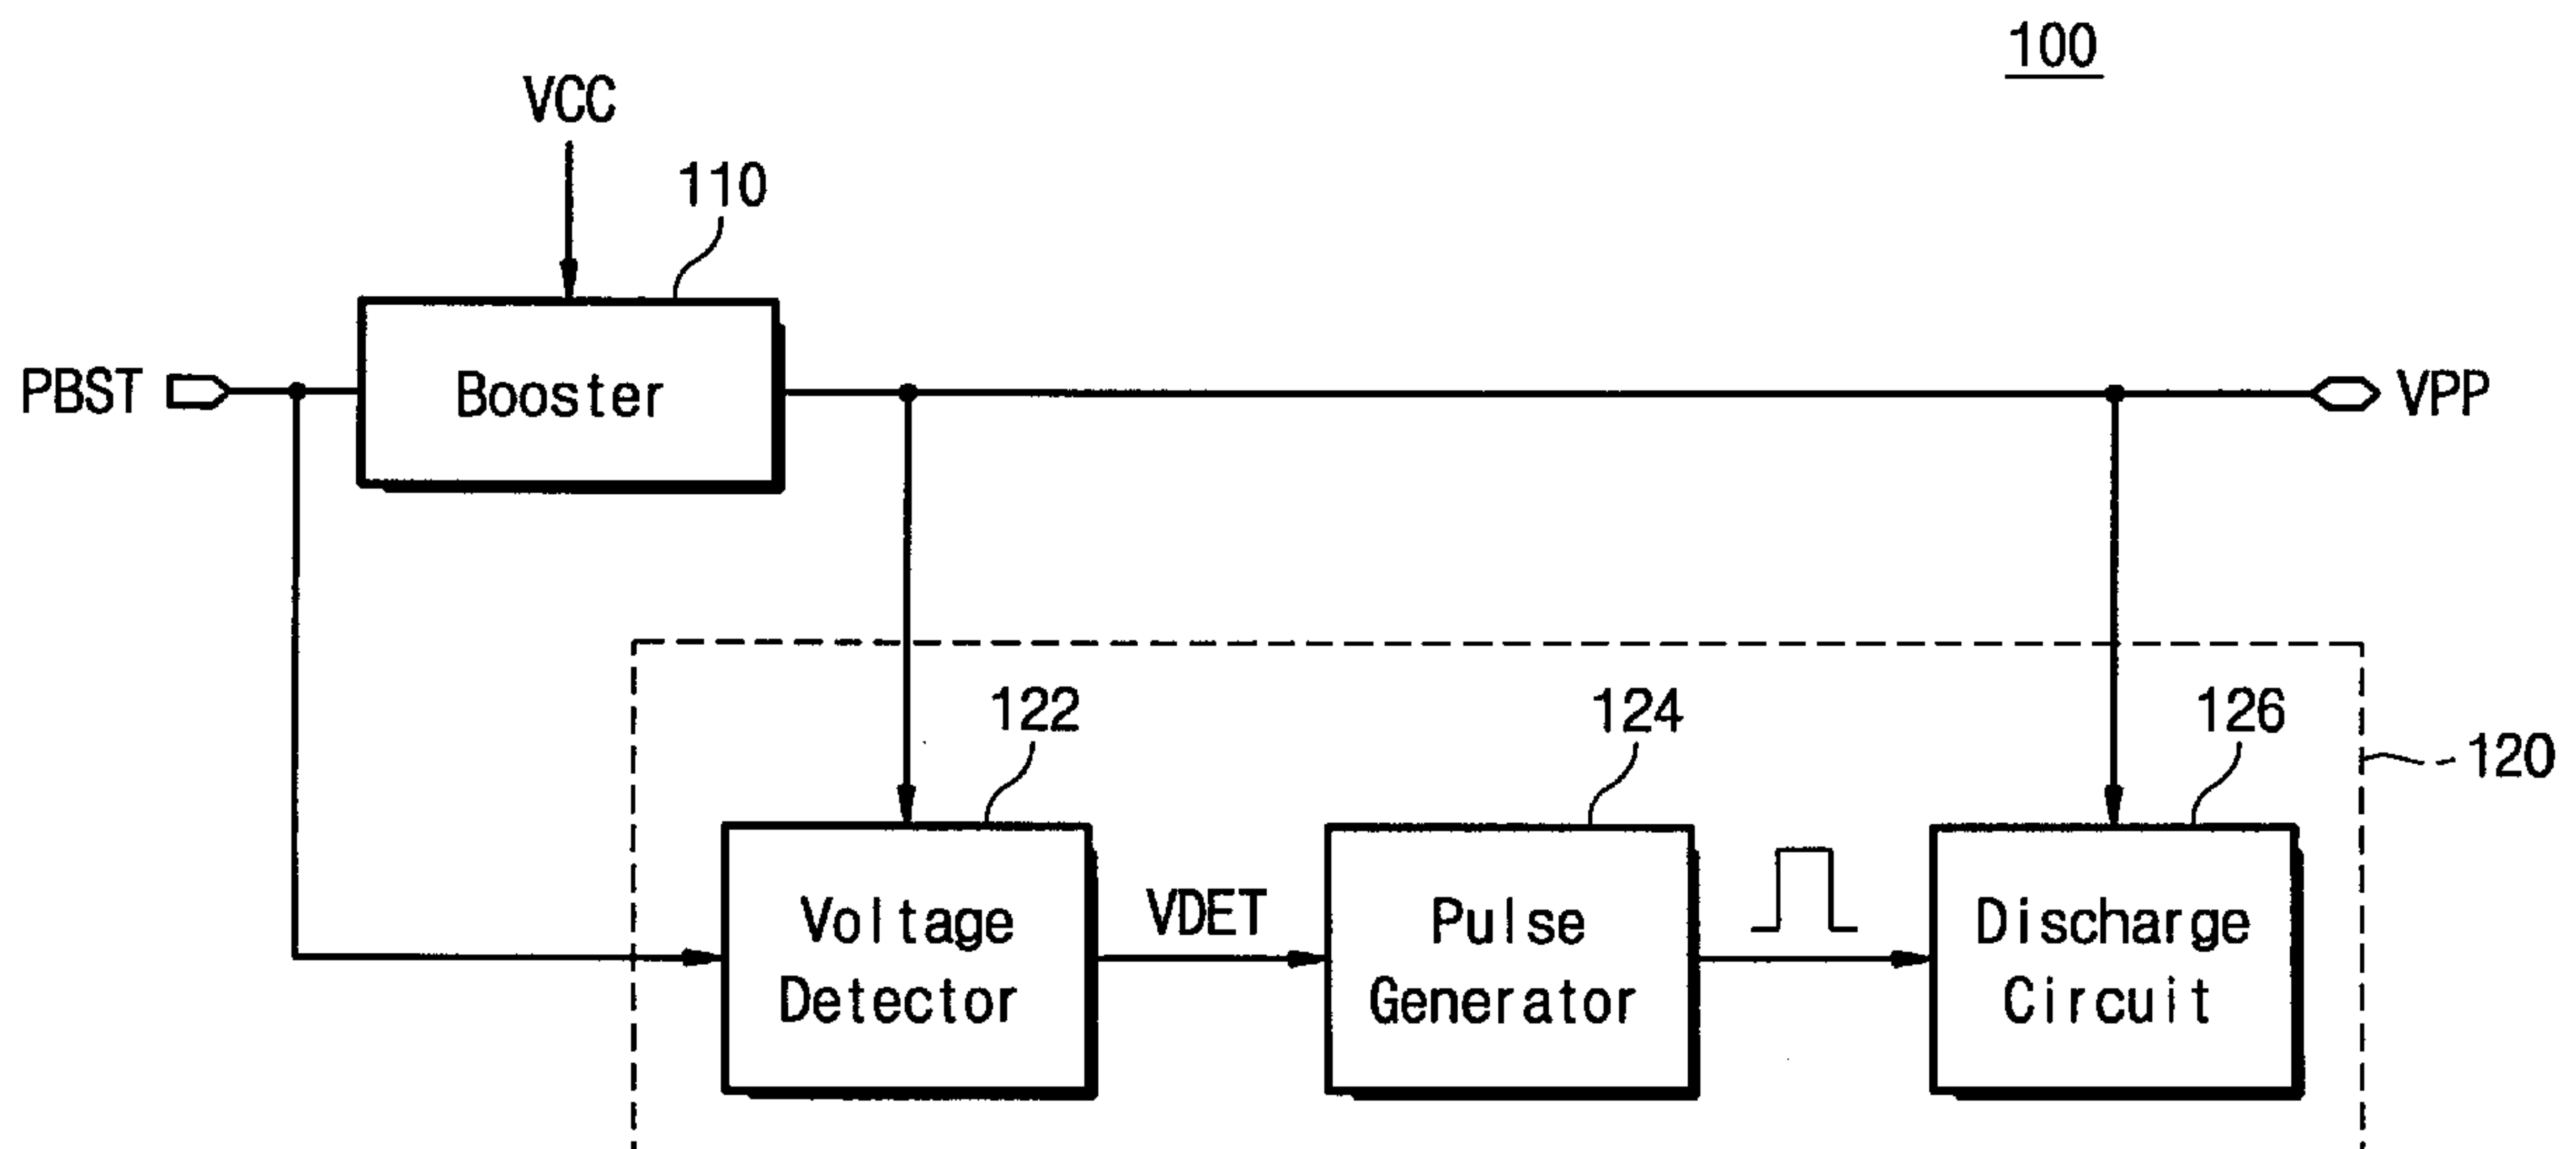 100
VCC
110
PBST
Booster
VPP
122
124
126
120
Voltage
Detector
VDET
Pulse
Generator
Discharge
Circuit